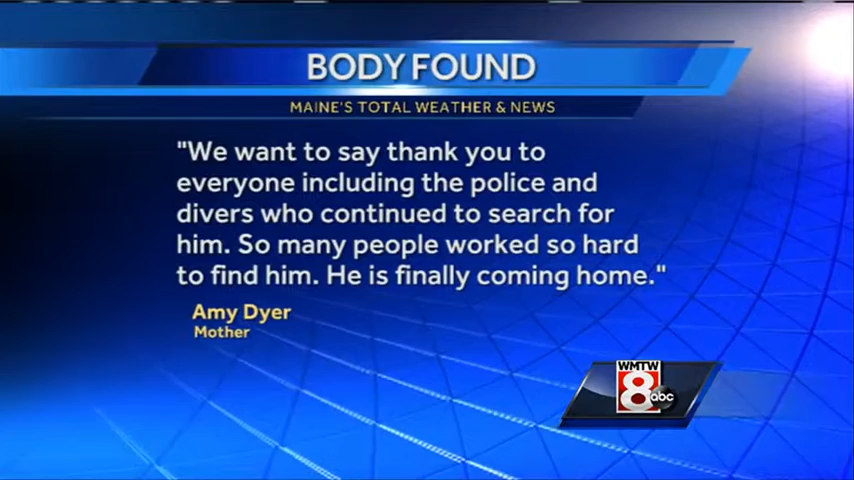 BODY FOUND
MAINE'S TOTAL WEATHER & NEWS
"We want to say thank you to
everyone including the police and
divers who continued to search for
him. So many people worked so hard
to find him. He is finally coming home."
Amy Dyer
Mother
WMTW
8
abc